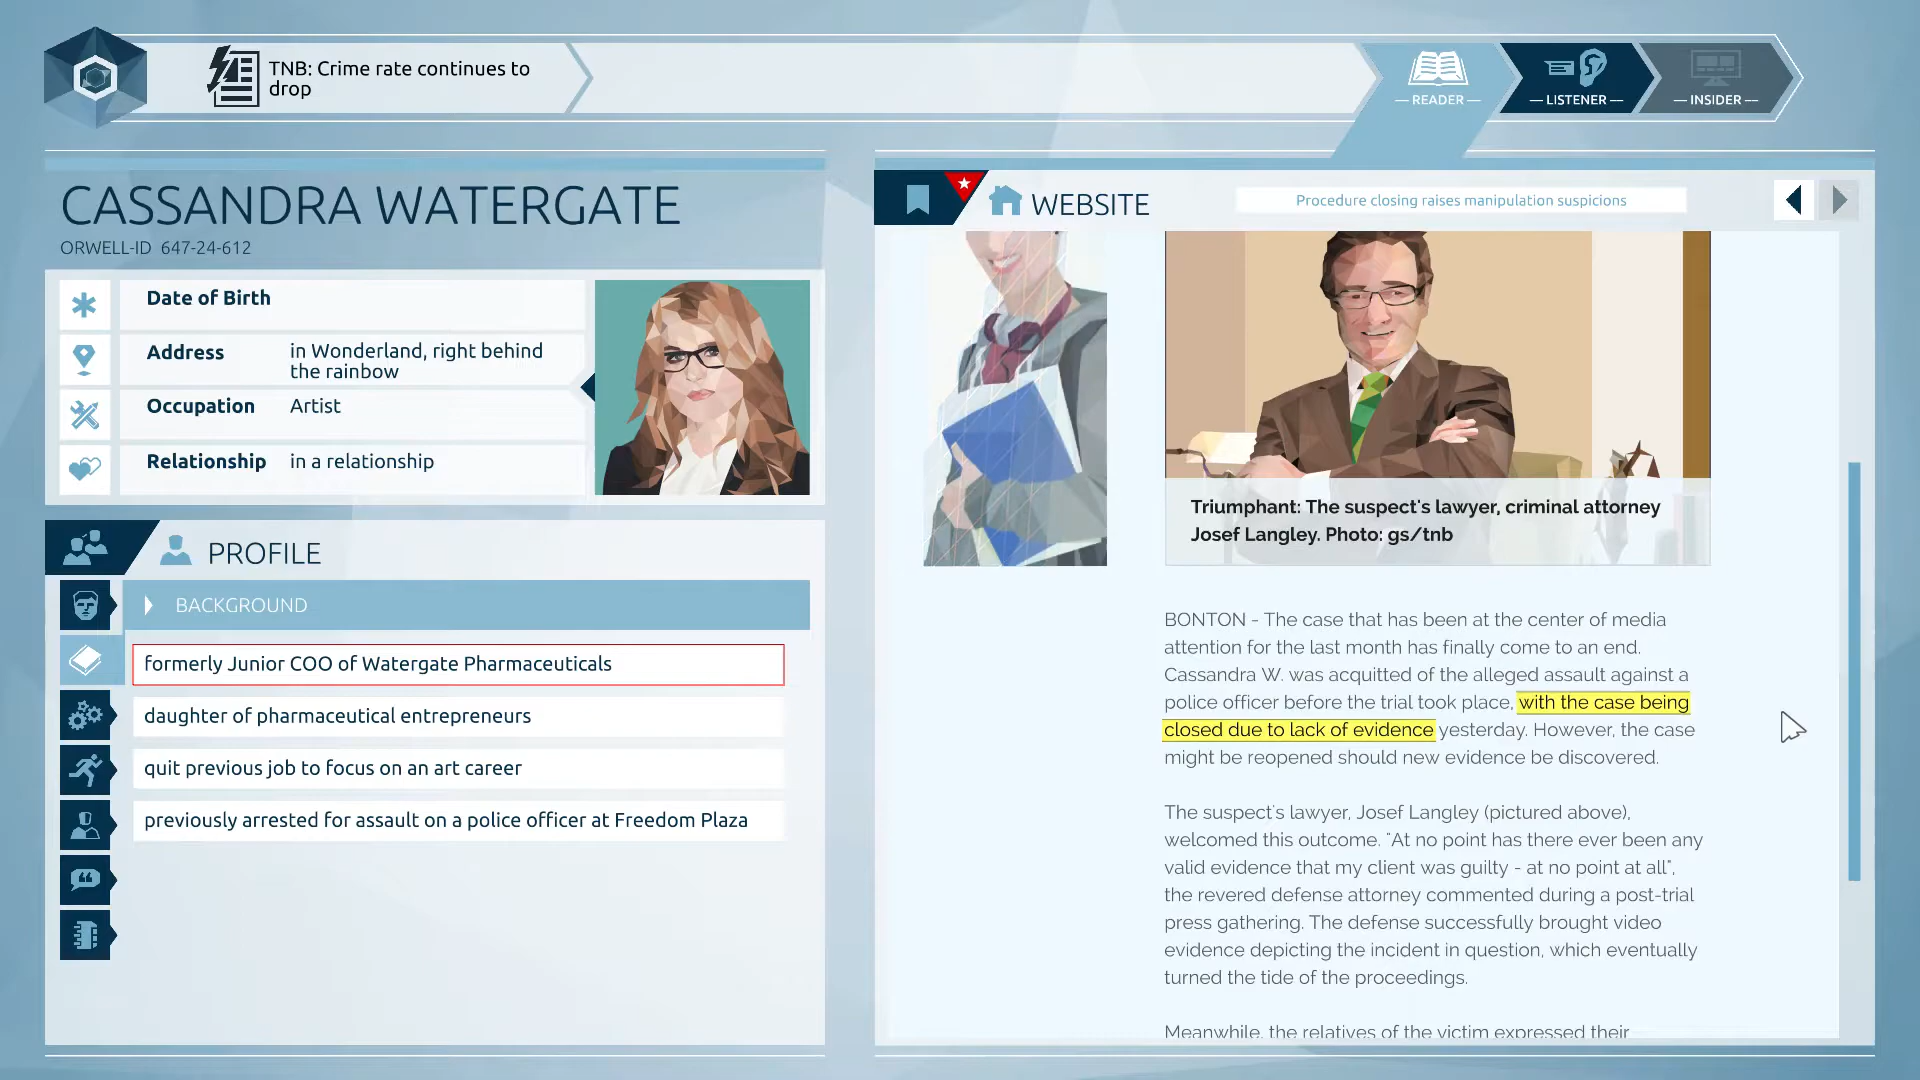 TNB: Crime rate continues to
drop
— READER —
— LISTENER —
— INSIDER —
CASSANDRA WATERGATE
ORWELL-ID 647-24-612
Date of Birth
Address in Wonderland, right behind
the rainbow
Occupation Artist
Relationship in a relationship
PROFILE
BACKGROUND
formerly Junior COO of Watergate Pharmaceuticals
daughter of pharmaceutical entrepreneurs
quit previous job to focus on an art career
previously arrested for assault on a police officer at Freedom Plaza
WEBSITE
Procedure closing raises manipulation suspicions
Triumphant: The suspect's lawyer, criminal attorney
Josef Langley. Photo: gs/tnb
BONTON - The case that has been at the center of media
attention for the last month has finally come to an end.
Cassandra W. was acquitted of the alleged assault against a
police officer before the trial took place, with the case being
closed due to lack of evidence yesterday. However, the case
might be reopened should new evidence be discovered.
The suspect's lawyer, Josef Langley (pictured above),
welcomed this outcome. "At no point has there ever been any
valid evidence that my client was guilty - at no point at all",
the revered defense attorney commented during a post-trial
press gathering. The defense successfully brought video
evidence depicting the incident in question, which eventually
turned the tide of the proceedings.
Meanwhile, the relatives of the victim expressed their